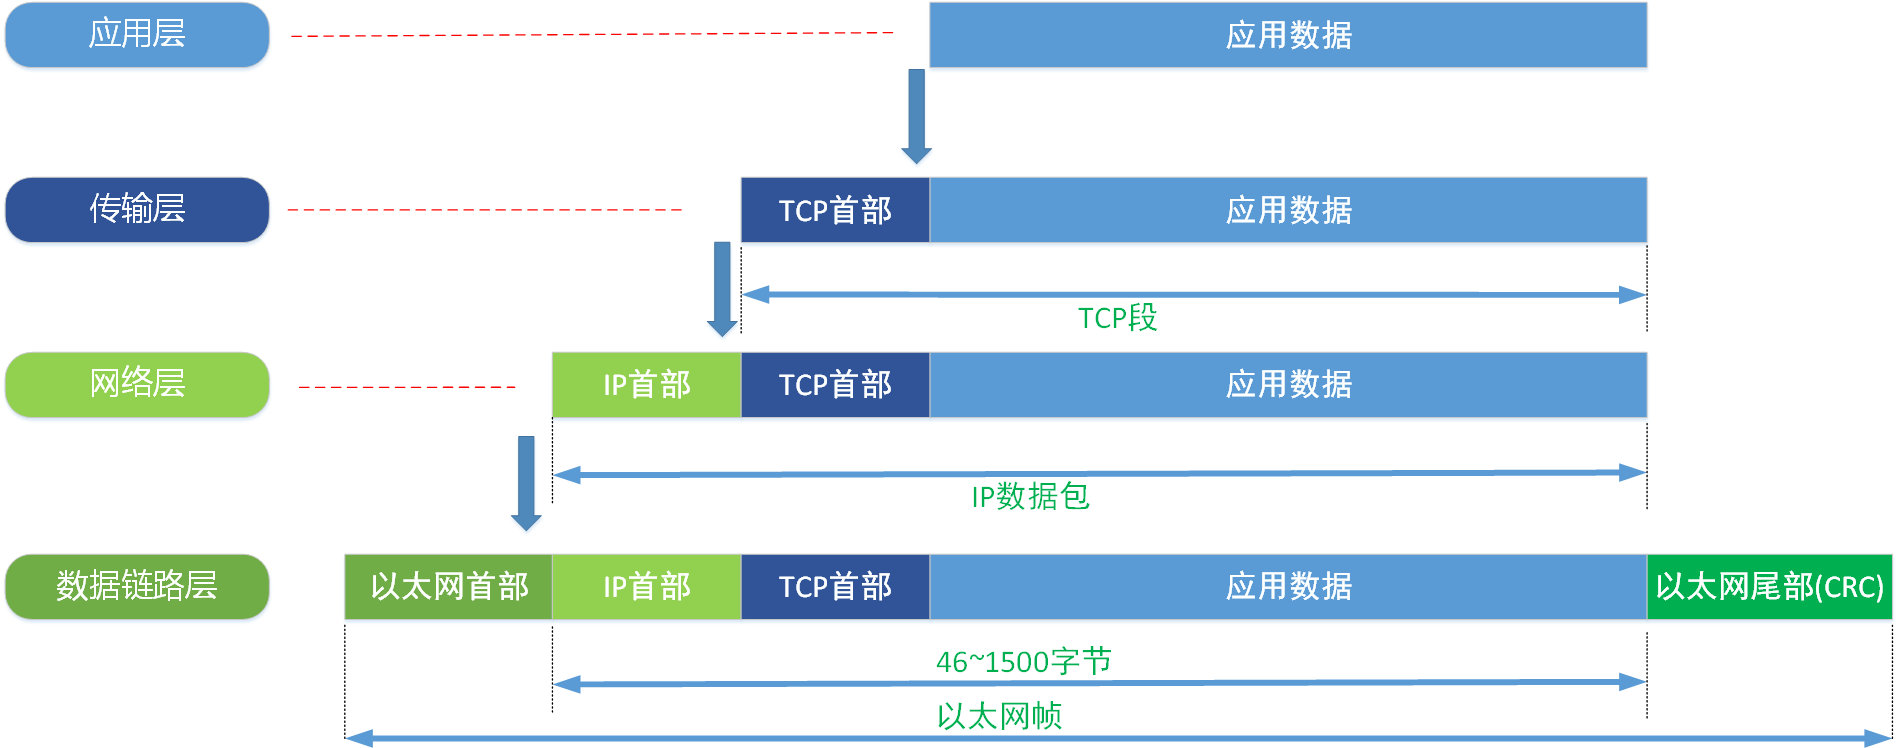 应用层
应用数据
传输层
TCP首部
应用数据
TCP段
网络层
IP首部
TCP首部
应用数据
IP数据包
数据链路层
以太网首部
IP首部
TCP首部
应用数据
以太网尾部(CRC)
46~1500字节
以太网帧